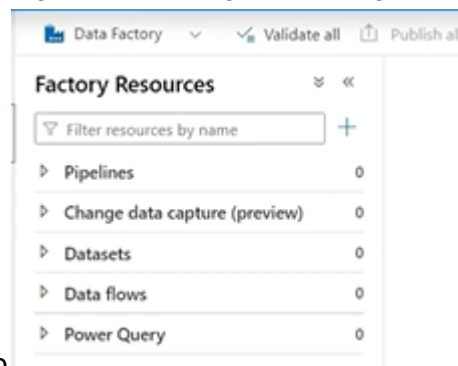 Data Factory Validate all Publish al
Factory Resources
Filter resources by name
Pipelines 0
Change data capture (preview) 0
Datasets 0
Data flows 0
Power Query 0